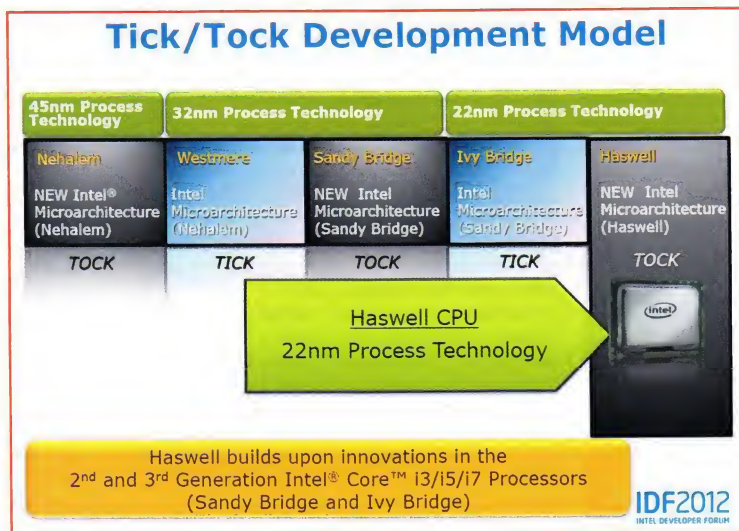 Tick/Tock Development Model
45nm Process
Technology
32nm Process Technology
22nm Process Technology
Nehalem
NEW Intel®
Microarchitecture
(Nehalem)
TOCK
Westmere
Intel
Microarchitecture
(Nehalem)
TICK
Sandy Bridge
NEW Intel
Microarchitecture
(Sandy Bridge)
TOCK
Ivy Bridge
Intel
Microarchitecture
(Sandy Bridge)
TICK
Haswell
NEW Intel
Microarchitecture
(Haswell)
TOCK
intel
Haswell CPU
22nm Process Technology
Haswell builds upon innovations in the
2nd and 3rd Generation Intel® Core™ i3/i5/i7 Processors
(Sandy Bridge and Ivy Bridge)
IDF2012
INTEL DEVELOPER FORUM